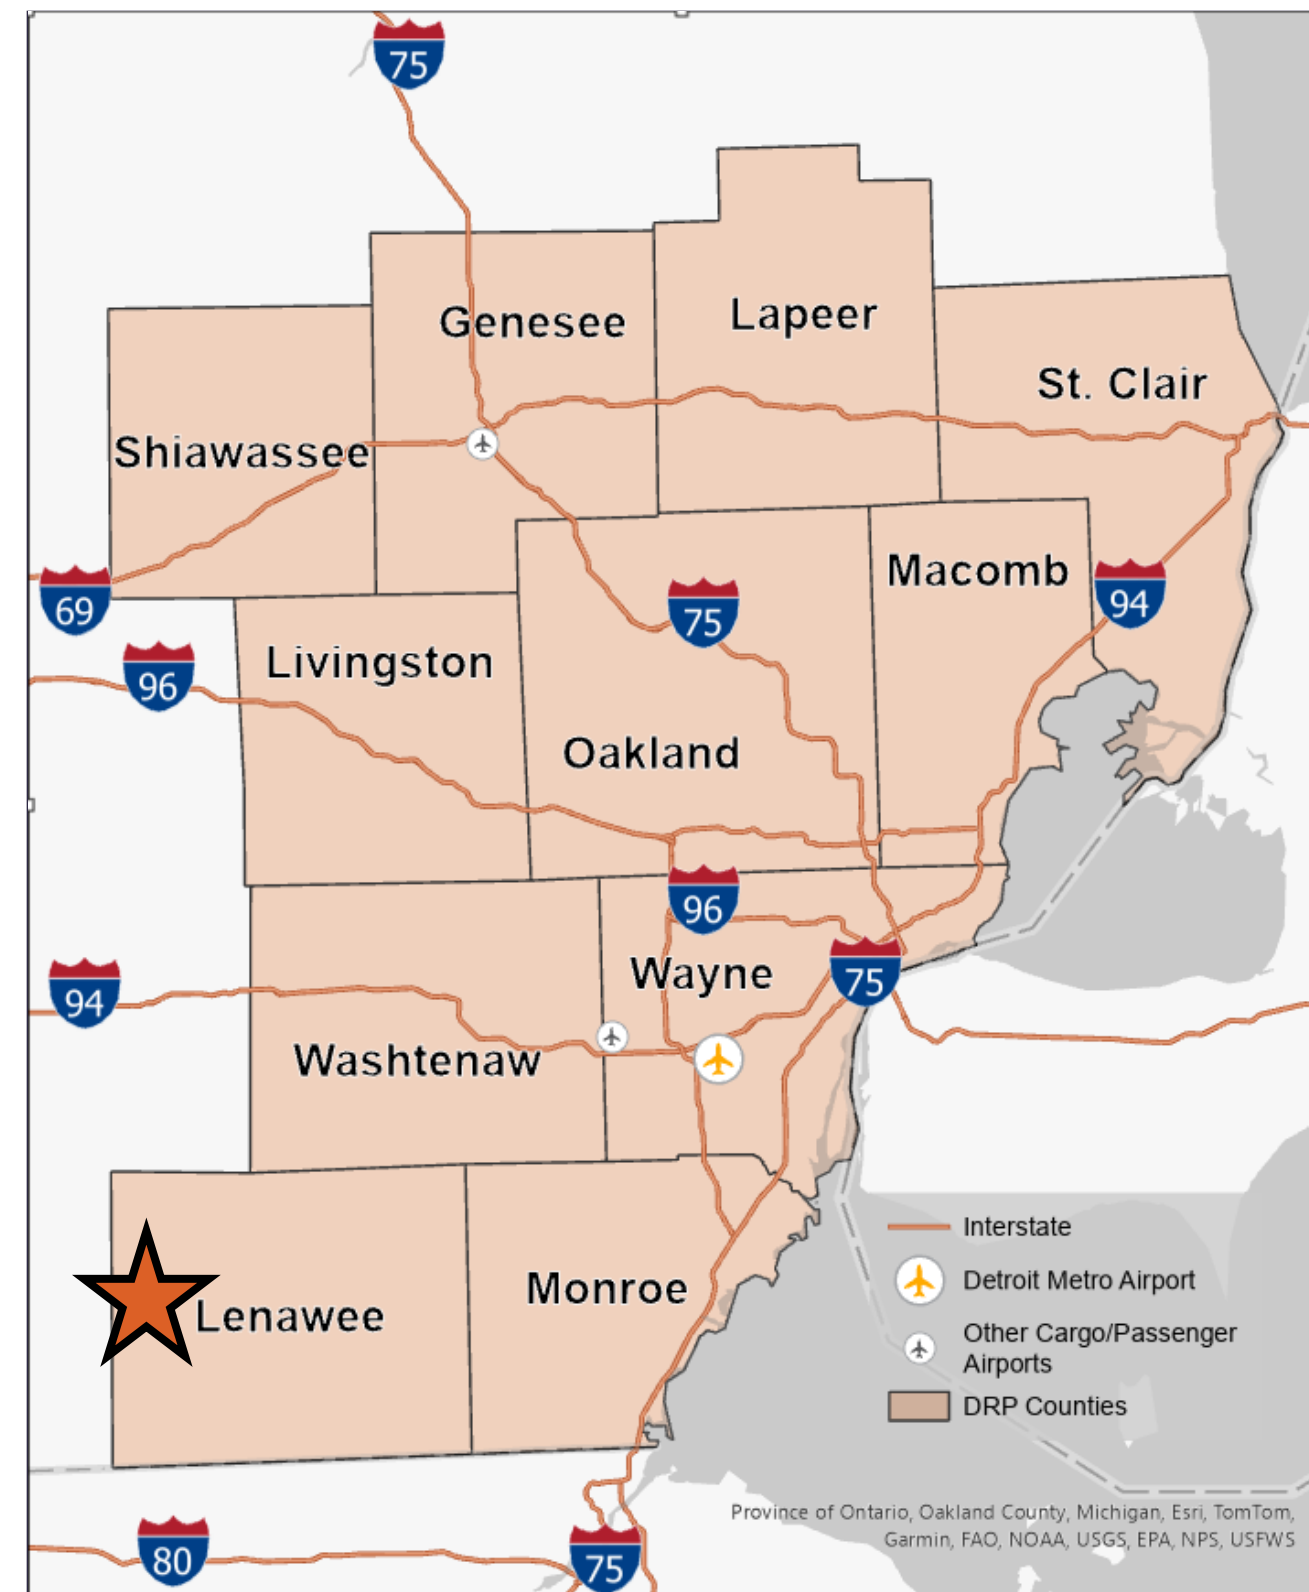 75
Genesee
Lapeer
St. Clair
Shiawassee
Macomb
69
75
94
96
Livingston
Oakland
96
94
Wayne
75
Washtenaw
Interstate
Detroit Metro Airport
Monroe
Lenawee
Other Cargo/Passenger
Airports
DRP Counties
Province of Ontario, Oakland County, Michigan, Esri, TomTom,
Garmin, FAO, NOAA, USGS, EPA, NPS, USFWS
80
75